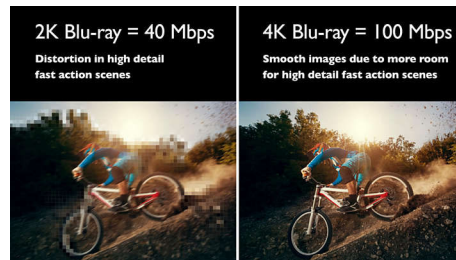 2K Blu-ray = 40 Mbps
Distortion in high detail
fast action scenes
4K Blu-ray = 100 Mbps
Smooth images due to more room
for high detail fast action scenes